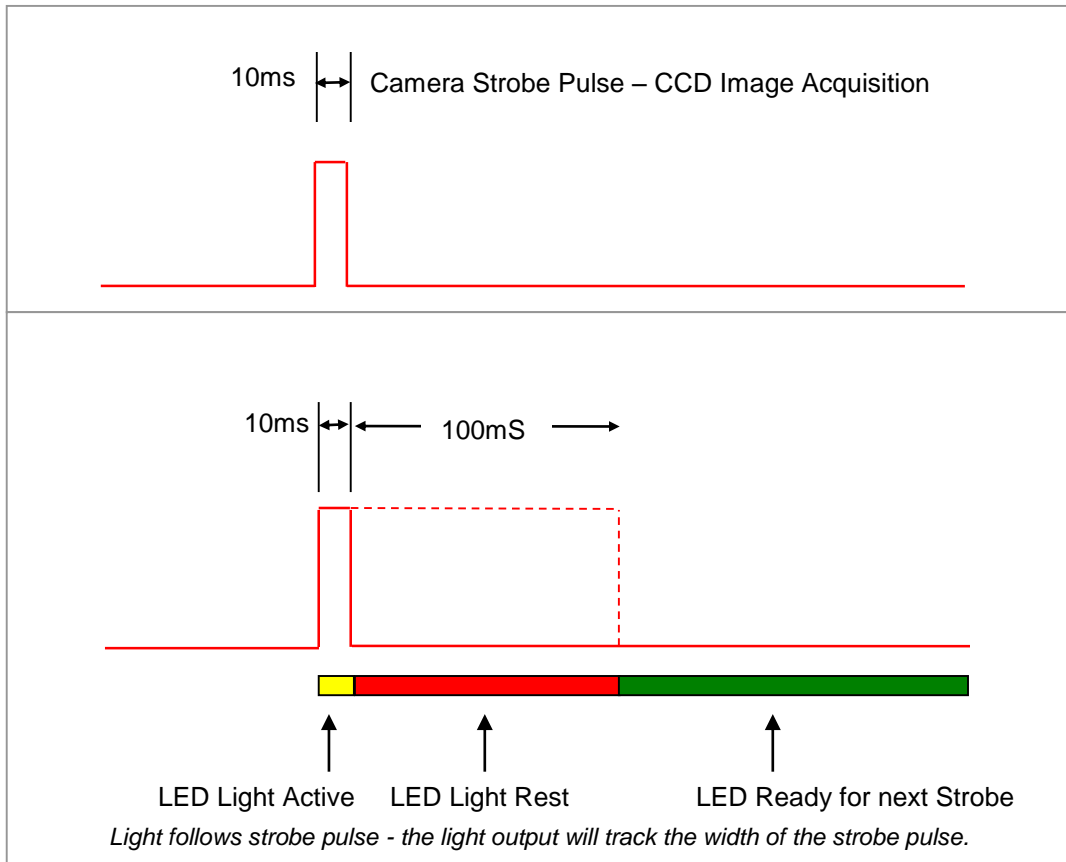 10ms Camera Strobe Pulse – CCD Image Acquisition
10ms 100mS
LED Light Active LED Light Rest LED Ready for next Strobe
Light follows strobe pulse - the light output will track the width of the strobe pulse.